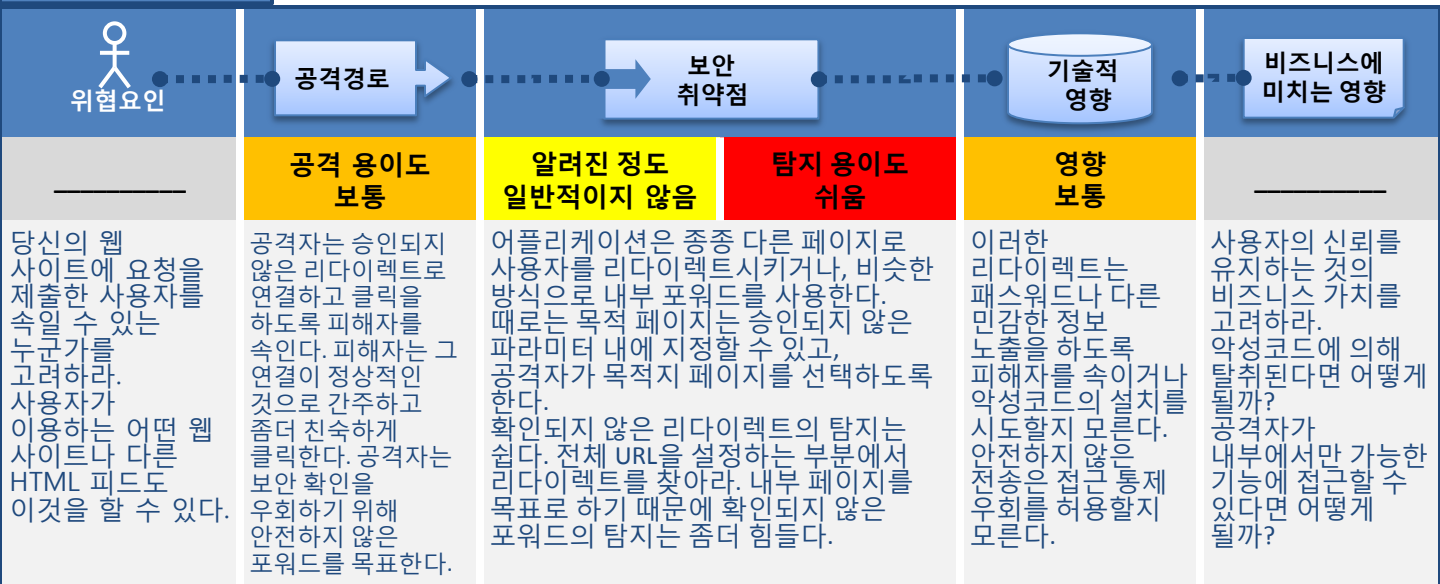 위협요인
공격경로
보안
취약점
기술적
영향
비즈니스에
미치는 영향
__________
공격 용이도
보통
알려진 정도
일반적이지 않음
탐지 용이도
쉬움
영향
보통
__________
당신의 웹
사이트에 요청을
제출한 사용자를
속일 수 있는
누군가를
고려하라.
사용자가
이용하는 어떤 웹
사이트나 다른
HTML 피드도
이것을 할 수 있다.
공격자는 승인되지
않은 리다이렉트로
연결하고 클릭을
하도록 피해자를
속인다. 피해자는 그
연결이 정상적인
것으로 간주하고
좀더 친숙하게
클릭한다. 공격자는
보안 확인을
우회하기 위해
안전하지 않은
포워드를 목표한다.
어플리케이션은 종종 다른 페이지로
사용자를 리다이렉트시키거나, 비슷한
방식으로 내부 포워드를 사용한다.
때로는 목적 페이지는 승인되지 않은
파라미터 내에 지정할 수 있고,
공격자가 목적지 페이지를 선택하도록
한다.
확인되지 않은 리다이렉트의 탐지는
쉽다. 전체 URL을 설정하는 부분에서
리다이렉트를 찾아라. 내부 페이지를
목표로 하기 때문에 확인되지 않은
포워드의 탐지는 좀더 힘들다.
이러한
리다이렉트는
패스워드나 다른
민감한 정보
노출을 하도록
피해자를 속이거나
악성코드의 설치를
시도할지 모른다.
안전하지 않은
전송은 접근 통제
우회를 허용할지
모른다.
사용자의 신뢰를
유지하는 것의
비즈니스 가치를
고려하라.
악성코드에 의해
탈취된다면 어떻게
될까?
공격자가
내부에서만 가능한
기능에 접근할 수
있다면 어떻게
될까?